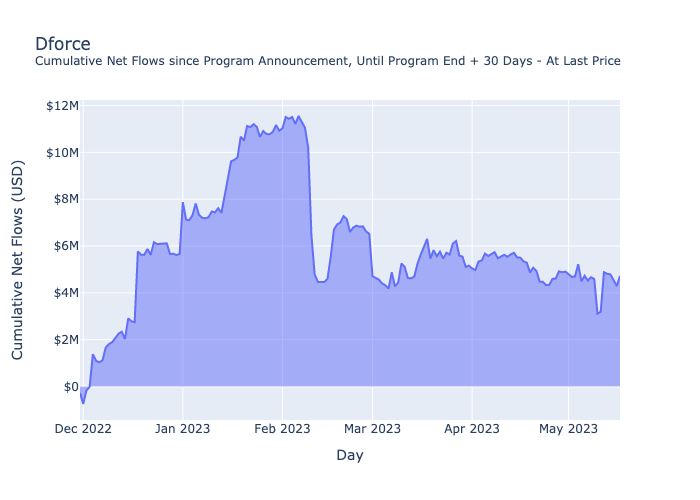 Dforce
Cumulative Net Flows since Program Announcement, Until Program End + 30 Days - At Last Price
$12M
$10M
$8M
$6M
$4M
$2M
$0
Cumulative Net Flows (USD)
Dec 2022
Jan 2023
Feb 2023
Mar 2023
Apr 2023
May 2023
Day